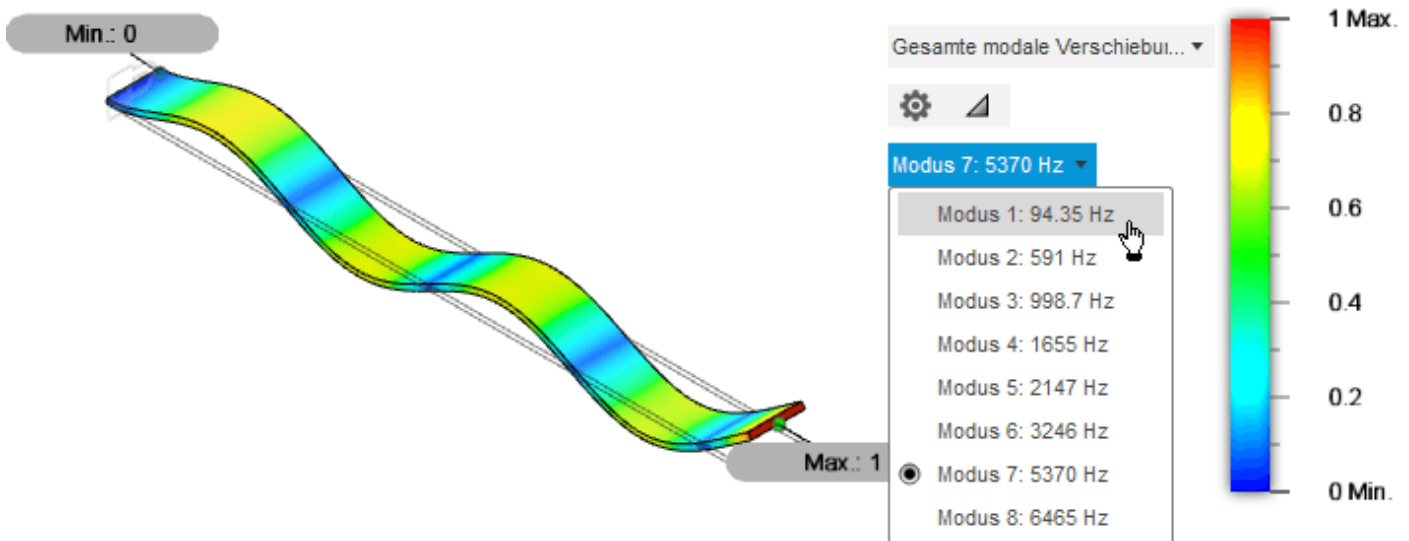 Min.: 0
Max.: 1
Gesamte modale Verschiebui... 
Modus 7: 5370 Hz
Modus 1: 94.35 Hz
Modus 2: 591 Hz
Modus 3: 998.7 Hz
Modus 4: 1655 Hz
Modus 5: 2147 Hz
Modus 6: 3246 Hz
Modus 7: 5370 Hz
Modus 8: 6465 Hz
1 Max.
0.8
0.6
0.4
0.2
0 Min.